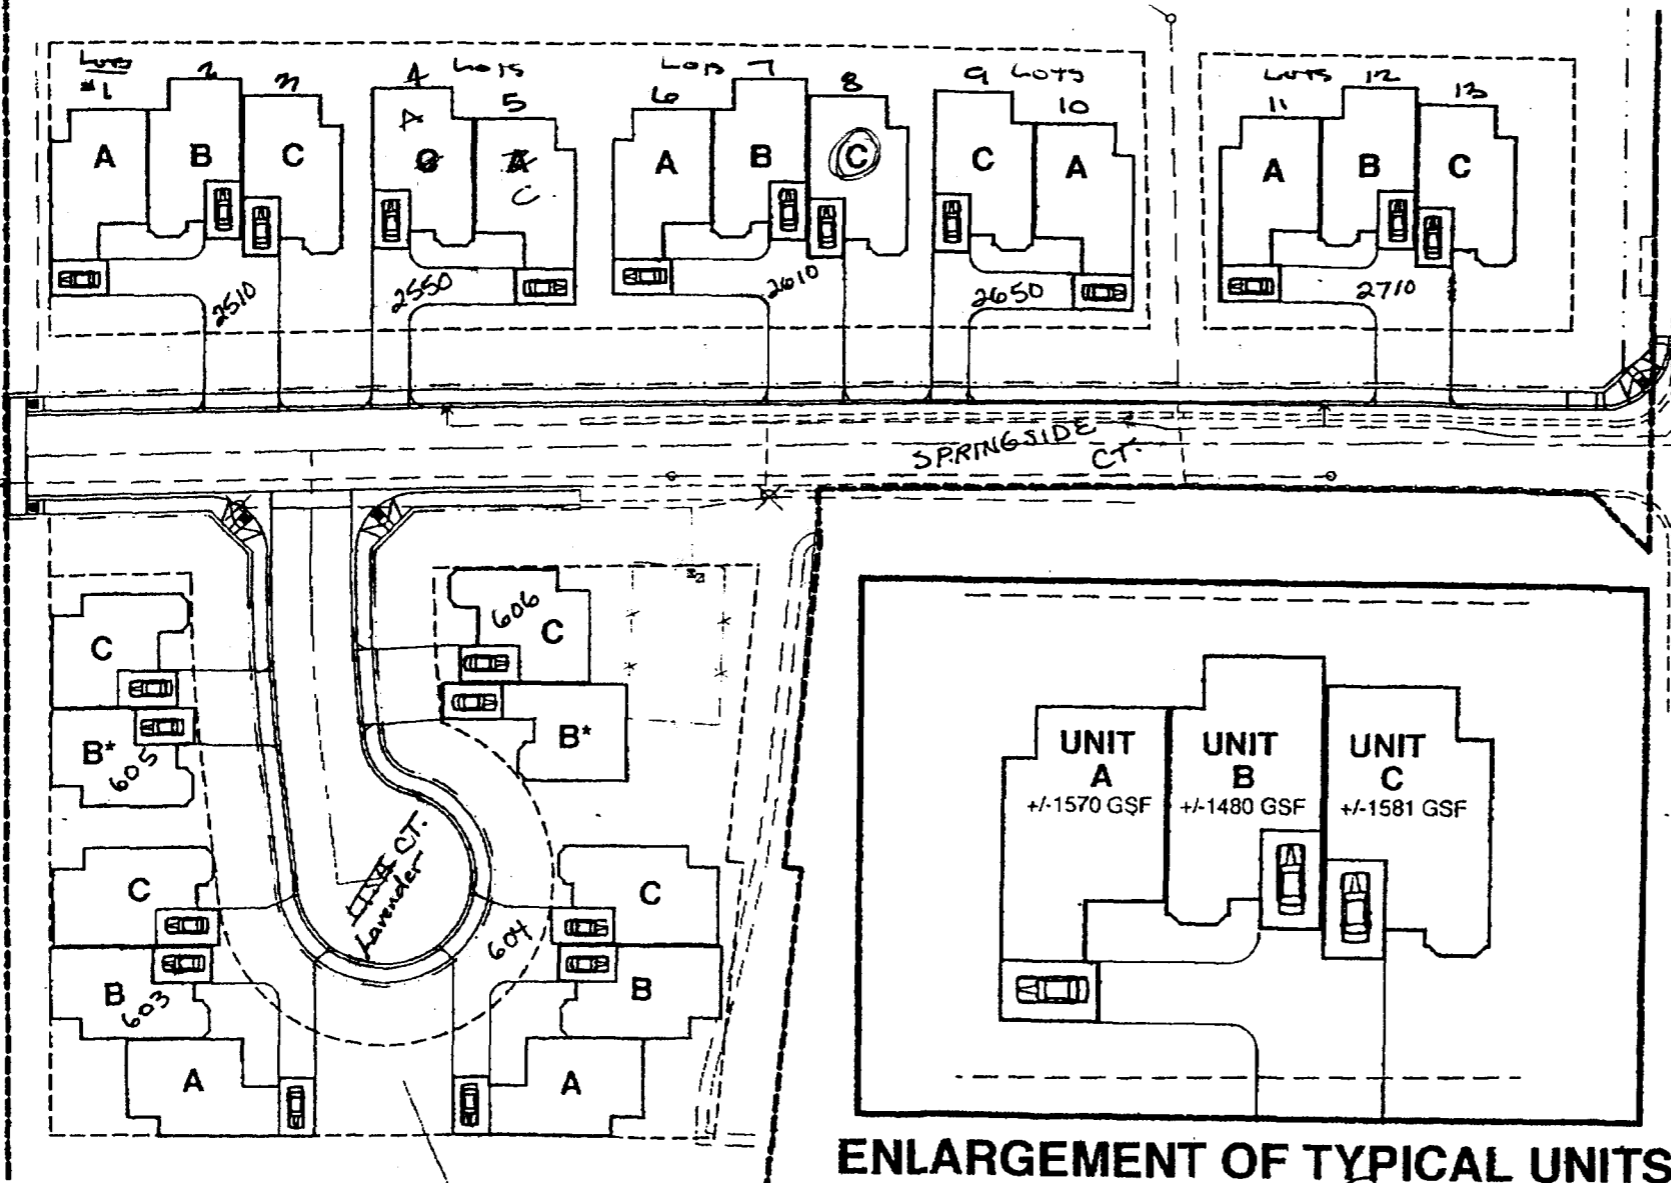 Lots 2 3 4 Lots Lots 7 8 9 Lots Lots 12 13
#1 5 6 10 11
A B C A A B C C A A B C
C
2510 2550 2610 2650 2710
SPRINGSIDE
CT.
606
C C
B* B*
605
CT.
Lavender
C C
604
B B
603
A A
UNIT
A
+/-1570 GSF
UNIT
B
+/-1480 GSF
UNIT
C
+/-1581 GSF
ENLARGEMENT OF TYPICAL UNITS